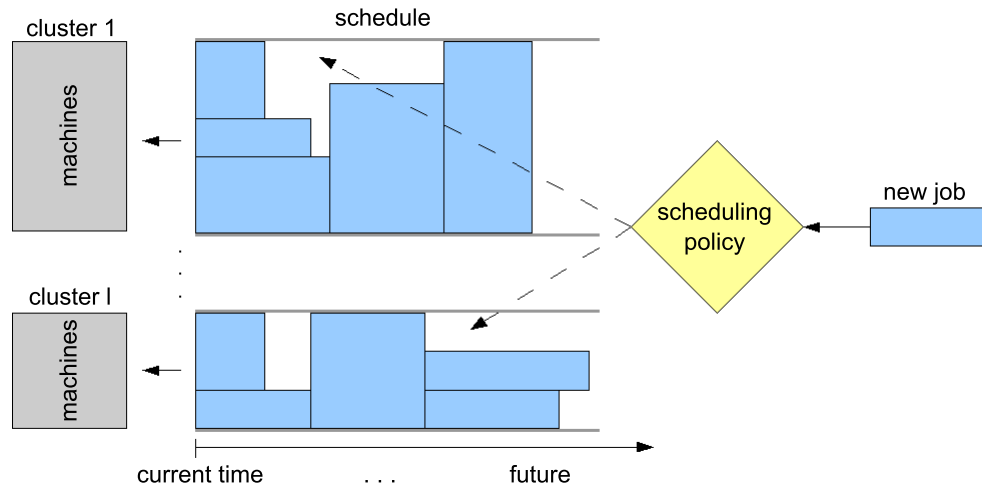 schedule
cluster 1
machines
new job
scheduling
policy
.
.
.
cluster l
machines
current time
. . .
future